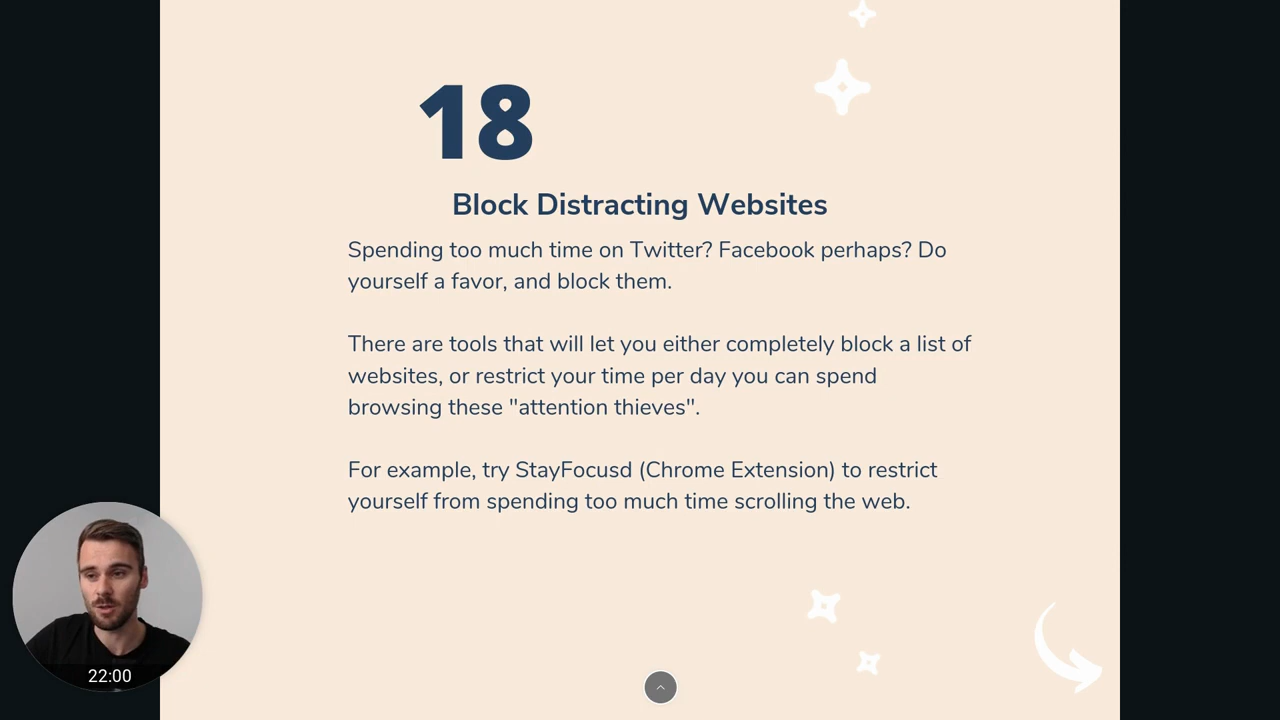 18
Block Distracting Websites
Spending too much time on Twitter? Facebook perhaps? Do
yourself a favor, and block them.
There are tools that will let you either completely block a list of
websites, or restrict your time per day you can spend
browsing these "attention thieves".
For example, try StayFocusd (Chrome Extension) to restrict
yourself from spending too much time scrolling the web.
22:00